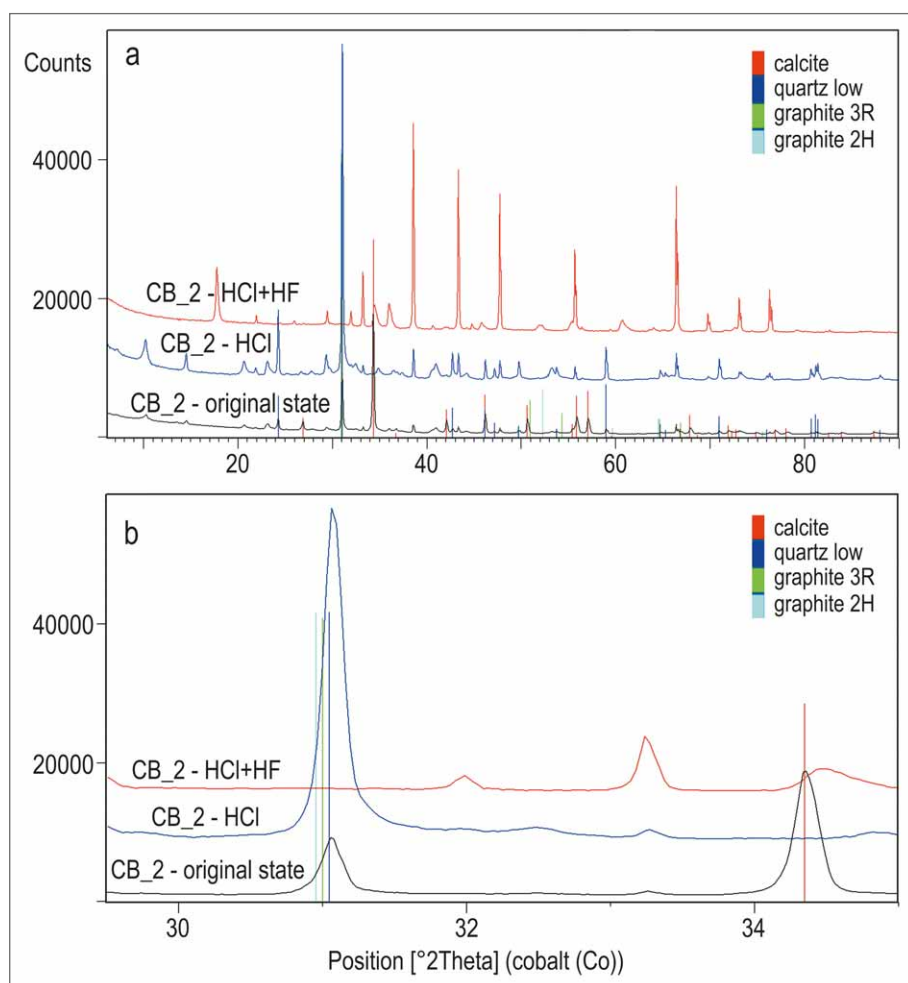 a
Counts
calcite
quartz low
graphite 3R
graphite 2H
40000
CB_2 - HCl+HF
20000
CB_2 - HCl
CB_2 - original state
20
40
60
80
b
calcite
quartz low
graphite 3R
graphite 2H
40000
20000
CB_2 - HCl+HF
CB_2 - HCl
CB_2 - original state
30
32
34
Position [°2Theta] (cobalt (Co))